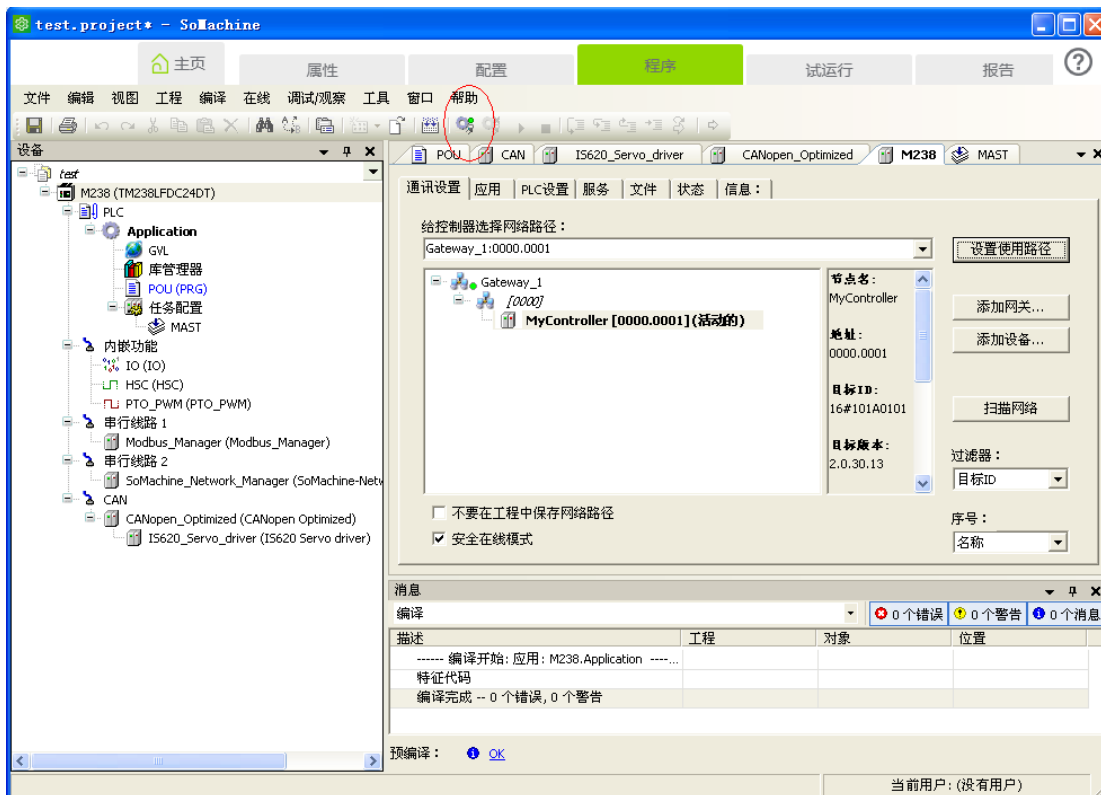 test.project* - SoMachine
主页 属性 配置 程序 试运行 报告 ?
文件 编辑 视图 工程 编译 在线 调试/观察 工具 窗口 帮助
设备
POU CAN IS620_Servo_driver CANopen_Optimized M238 MAST
test
M238 (TM238LFDC24DT)
PLC
Application
GVL
库管理器
POU (PRG)
任务配置
MAST
内嵌功能
IO (IO)
HSC (HSC)
PTO_PWM (PTO_PWM)
串行线路 1
Modbus_Manager (Modbus_Manager)
串行线路 2
SoMachine_Network_Manager (SoMachine-Netw
CAN
CANopen_Optimized (CANopen Optimized)
IS620_Servo_driver (IS620 Servo driver)
通讯设置 应用 PLC设置 服务 文件 状态 信息：
给控制器选择网络路径：
Gateway_1:0000.0001
设置使用路径
Gateway_1
[0000]
MyController [0000.0001](活动的)
节点名：
MyController
地址：
0000.0001
目标ID：
16#101A0101
目标版本：
2.0.30.13
添加网关...
添加设备...
扫描网络
过滤器：
目标ID
序号：
名称
不要在工程中保存网络路径
安全在线模式
消息
编译
0 个错误 0 个警告 0 个消息
描述 工程 对象 位置
------ 编译开始: 应用: M238.Application ----...
特征代码
编译完成 -- 0 个错误, 0 个警告
预编译： OK
当前用户: (没有用户)